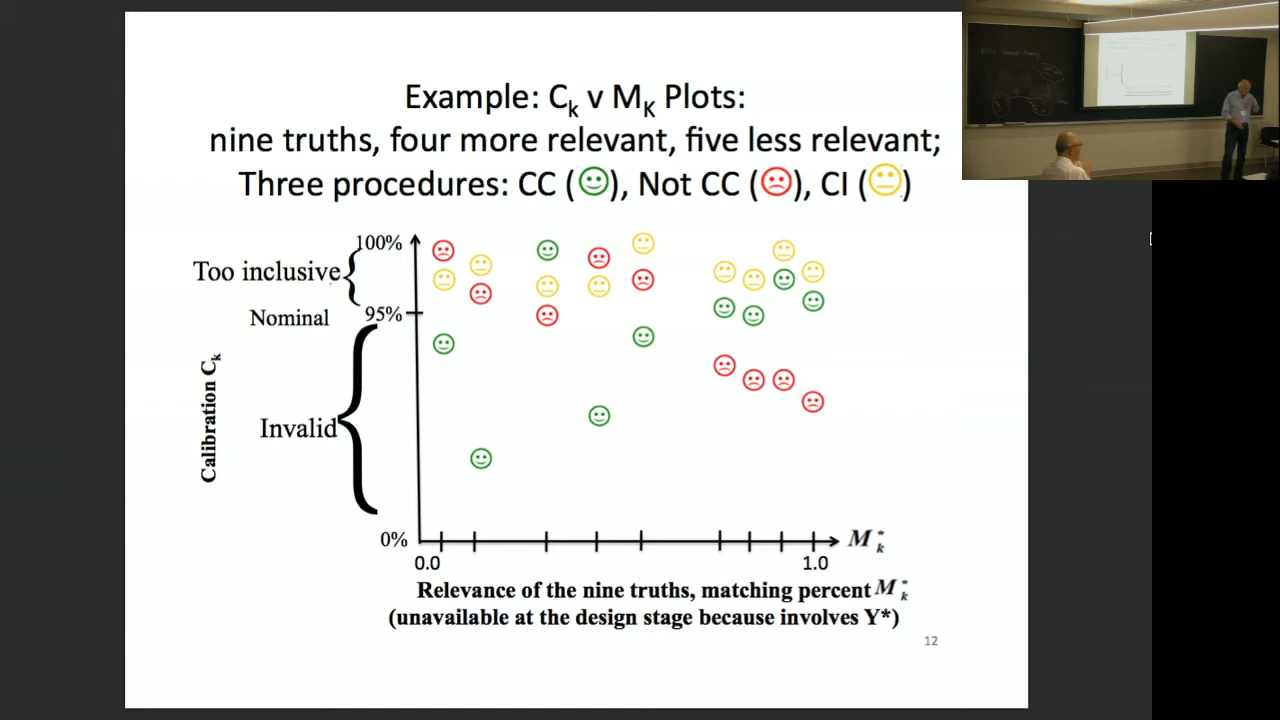 Example: Cₖ v Mₖ Plots:
nine truths, four more relevant, five less relevant;
Three procedures: CC (), Not CC (), CI ()
100%
Too inclusive
Nominal 95%
Calibration Cₖ
Invalid
0%
0.0 1.0 M*ₖ
Relevance of the nine truths, matching percent M*ₖ
(unavailable at the design stage because involves Y*)
12